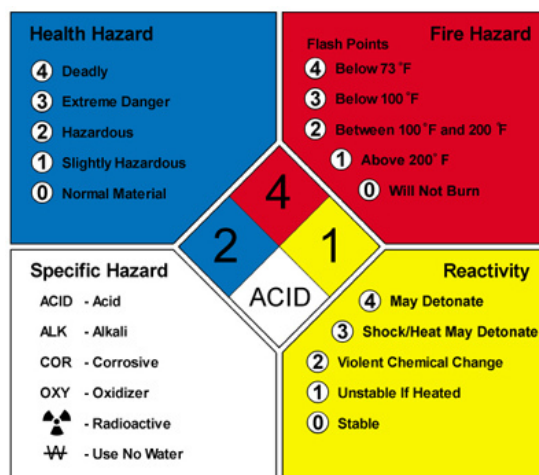 Health Hazard
4 Deadly
3 Extreme Danger
2 Hazardous
1 Slightly Hazardous
0 Normal Material
Fire Hazard
Flash Points
4 Below 73°F
3 Below 100°F
2 Between 100°F and 200°F
1 Above 200°F
0 Will Not Burn
4
2
1
ACID
Specific Hazard
ACID - Acid
ALK - Alkali
COR - Corrosive
OXY - Oxidizer
- Radioactive
W - Use No Water
Reactivity
4 May Detonate
3 Shock/Heat May Detonate
2 Violent Chemical Change
1 Unstable If Heated
0 Stable